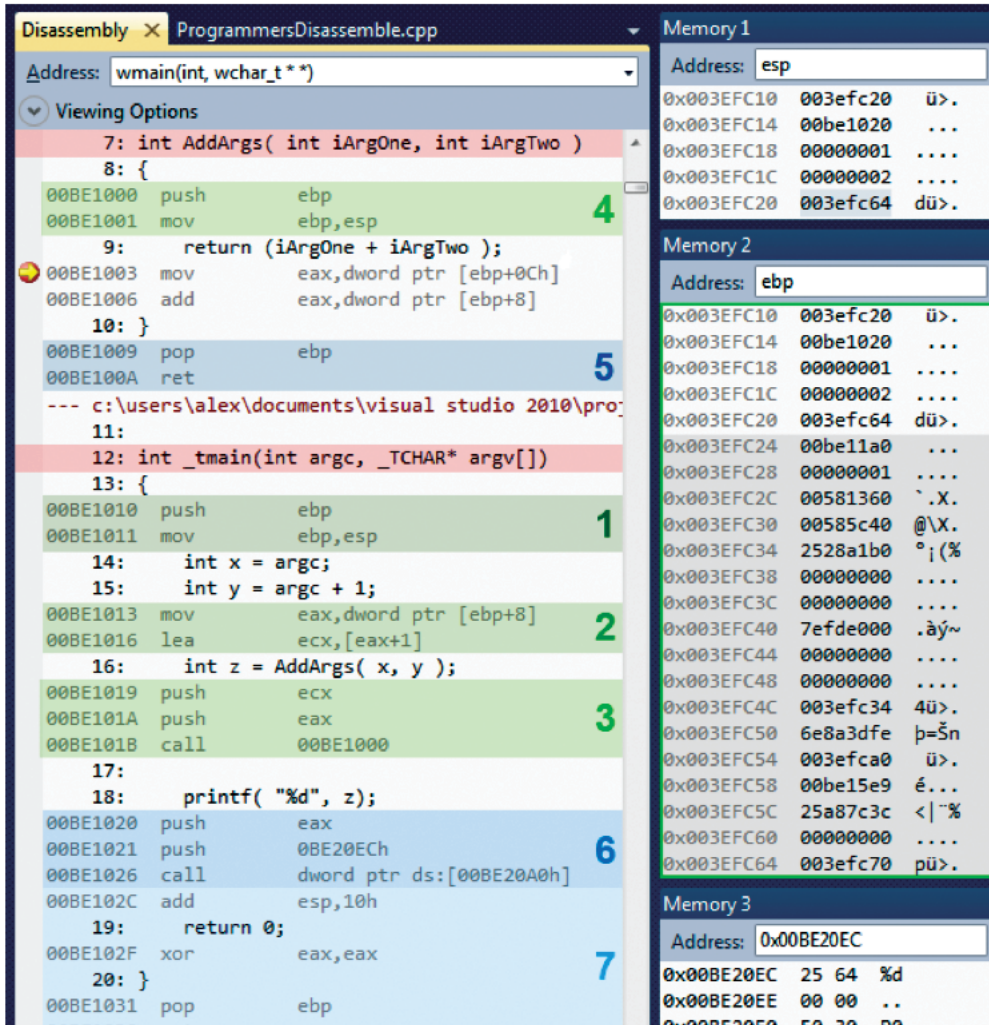 Disassembly × ProgrammersDisassemble.cpp
Address: wmain(int, wchar_t * *)
Viewing Options
7: int AddArgs( int iArgOne, int iArgTwo )
8: {
00BE1000 push ebp
00BE1001 mov ebp,esp
4
9: return (iArgOne + iArgTwo );
00BE1003 mov eax,dword ptr [ebp+0Ch]
00BE1006 add eax,dword ptr [ebp+8]
10: }
00BE1009 pop ebp
00BE100A ret
5
--- c:\users\alex\documents\visual studio 2010\proj
11:
12: int _tmain(int argc, _TCHAR* argv[])
13: {
00BE1010 push ebp
00BE1011 mov ebp,esp
1
14: int x = argc;
15: int y = argc + 1;
00BE1013 mov eax,dword ptr [ebp+8]
00BE1016 lea ecx,[eax+1]
2
16: int z = AddArgs( x, y );
00BE1019 push ecx
00BE101A push eax
00BE101B call 00BE1000
3
17:
18: printf( "%d", z);
00BE1020 push eax
00BE1021 push 0BE20ECh
00BE1026 call dword ptr ds:[00BE20A0h]
6
00BE102C add esp,10h
19: return 0;
00BE102F xor eax,eax
7
20: }
00BE1031 pop ebp
Memory 1
Address: esp
0x003EFC10 003efc20 ü>.
0x003EFC14 00be1020 ...
0x003EFC18 00000001 ....
0x003EFC1C 00000002 ....
0x003EFC20 003efc64 dü>.
Memory 2
Address: ebp
0x003EFC10 003efc20 ü>.
0x003EFC14 00be1020 ...
0x003EFC18 00000001 ....
0x003EFC1C 00000002 ....
0x003EFC20 003efc64 dü>.
0x003EFC24 00be11a0 ...
0x003EFC28 00000001 ....
0x003EFC2C 00581360 `.X.
0x003EFC30 00585c40 @\X.
0x003EFC34 2528a1b0 °¡(%
0x003EFC38 00000000 ....
0x003EFC3C 00000000 ....
0x003EFC40 7efde000 .àý~
0x003EFC44 00000000 ....
0x003EFC48 00000000 ....
0x003EFC4C 003efc34 4ü>.
0x003EFC50 6e8a3dfe þ=Šn
0x003EFC54 003efca0 ü>.
0x003EFC58 00be15e9 é...
0x003EFC5C 25a87c3c <|¨%
0x003EFC60 00000000 ....
0x003EFC64 003efc70 pü>.
Memory 3
Address: 0x00BE20EC
0x00BE20EC 25 64 %d
0x00BE20EE 00 00 ..